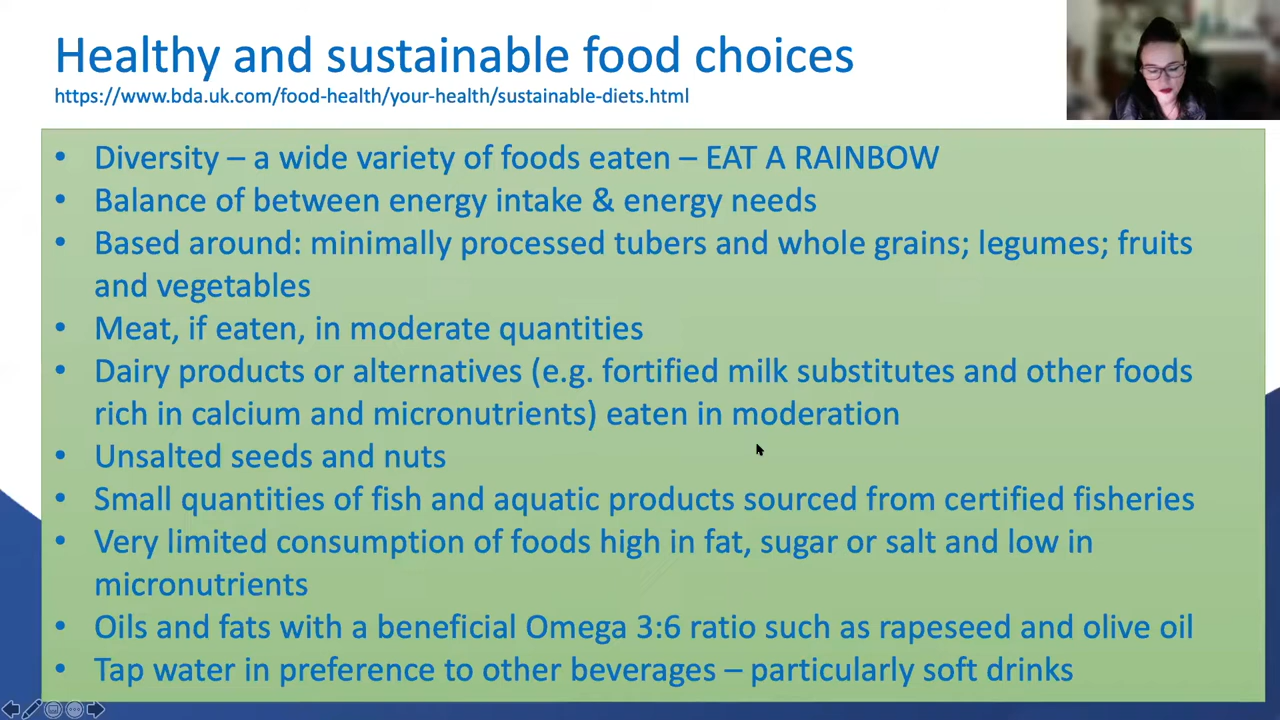 Healthy and sustainable food choices
https://www.bda.uk.com/food-health/your-health/sustainable-diets.html
• Diversity – a wide variety of foods eaten – EAT A RAINBOW
• Balance of between energy intake & energy needs
• Based around: minimally processed tubers and whole grains; legumes; fruits
and vegetables
• Meat, if eaten, in moderate quantities
• Dairy products or alternatives (e.g. fortified milk substitutes and other foods
rich in calcium and micronutrients) eaten in moderation
• Unsalted seeds and nuts
• Small quantities of fish and aquatic products sourced from certified fisheries
• Very limited consumption of foods high in fat, sugar or salt and low in
micronutrients
• Oils and fats with a beneficial Omega 3:6 ratio such as rapeseed and olive oil
• Tap water in preference to other beverages – particularly soft drinks